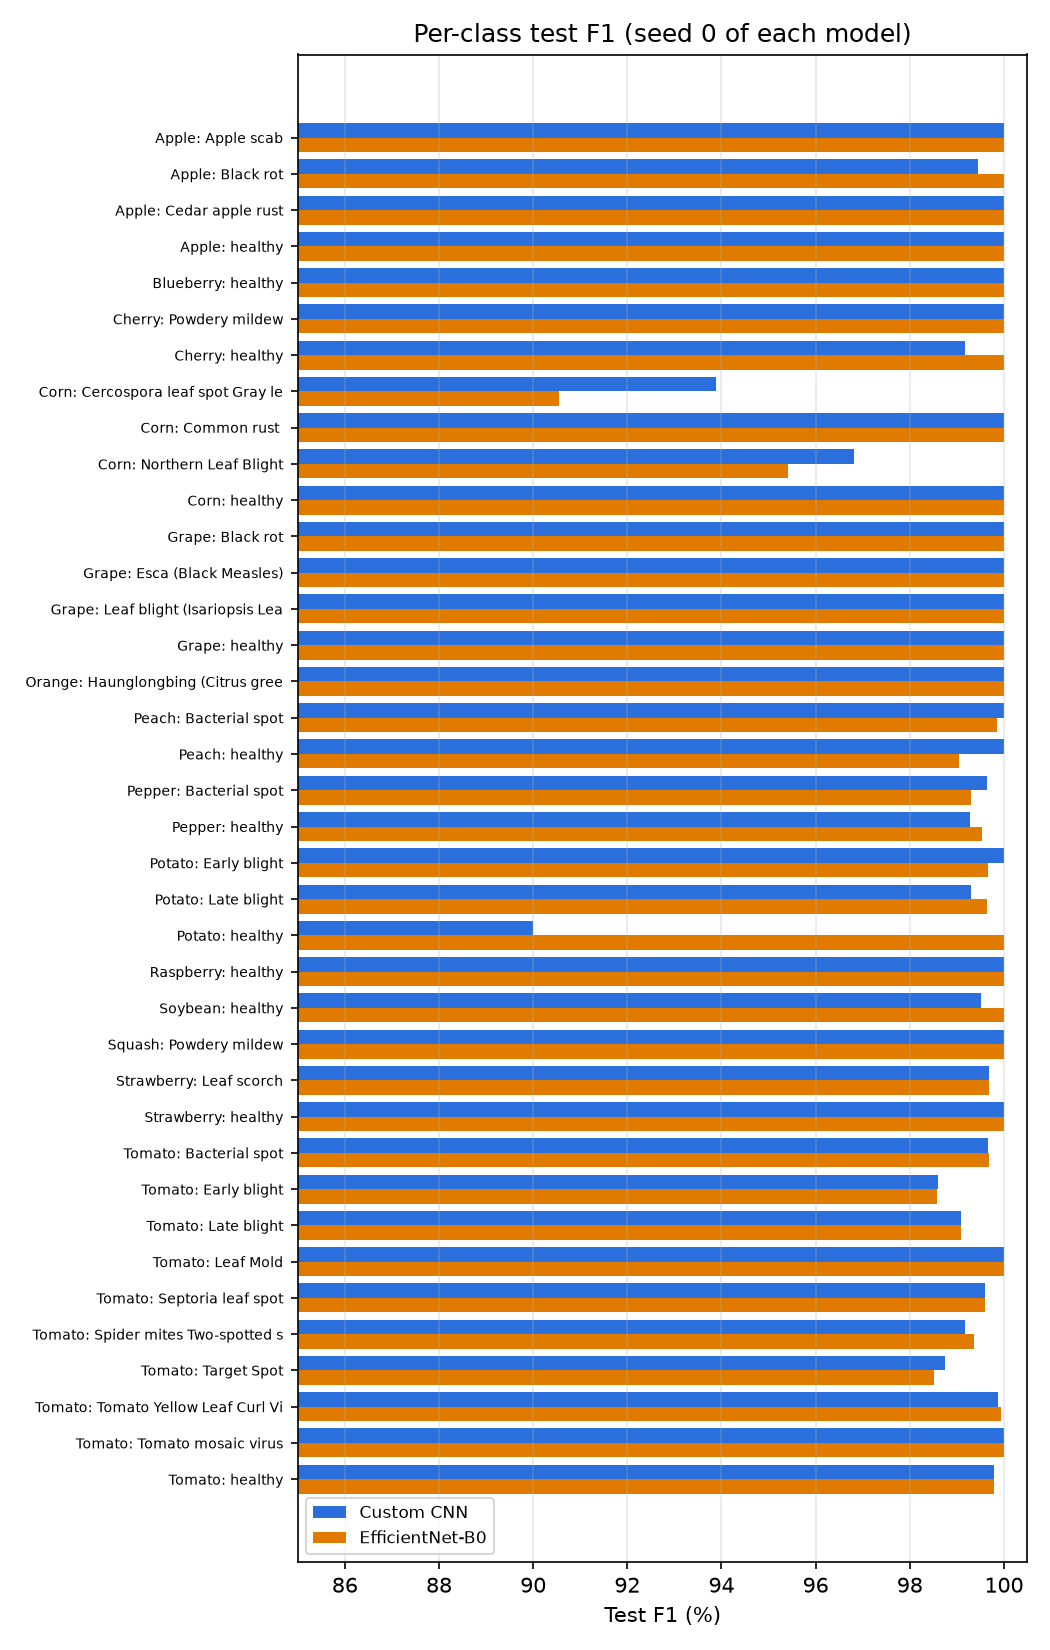 Per-class test F1 (seed 0 of each model)
Apple: Apple scab
Apple: Black rot
Apple: Cedar apple rust
Apple: healthy
Blueberry: healthy
Cherry: Powdery mildew
Cherry: healthy
Corn: Cercospora leaf spot Gray le
Corn: Common rust
Corn: Northern Leaf Blight
Corn: healthy
Grape: Black rot
Grape: Esca (Black Measles)
Grape: Leaf blight (Isariopsis Lea
Grape: healthy
Orange: Haunglongbing (Citrus gree
Peach: Bacterial spot
Peach: healthy
Pepper: Bacterial spot
Pepper: healthy
Potato: Early blight
Potato: Late blight
Potato: healthy
Raspberry: healthy
Soybean: healthy
Squash: Powdery mildew
Strawberry: Leaf scorch
Strawberry: healthy
Tomato: Bacterial spot
Tomato: Early blight
Tomato: Late blight
Tomato: Leaf Mold
Tomato: Septoria leaf spot
Tomato: Spider mites Two-spotted s
Tomato: Target Spot
Tomato: Tomato Yellow Leaf Curl Vi
Tomato: Tomato mosaic virus
Tomato: healthy
Custom CNN
EfficientNet-B0
86 88 90 92 94 96 98 100
Test F1 (%)